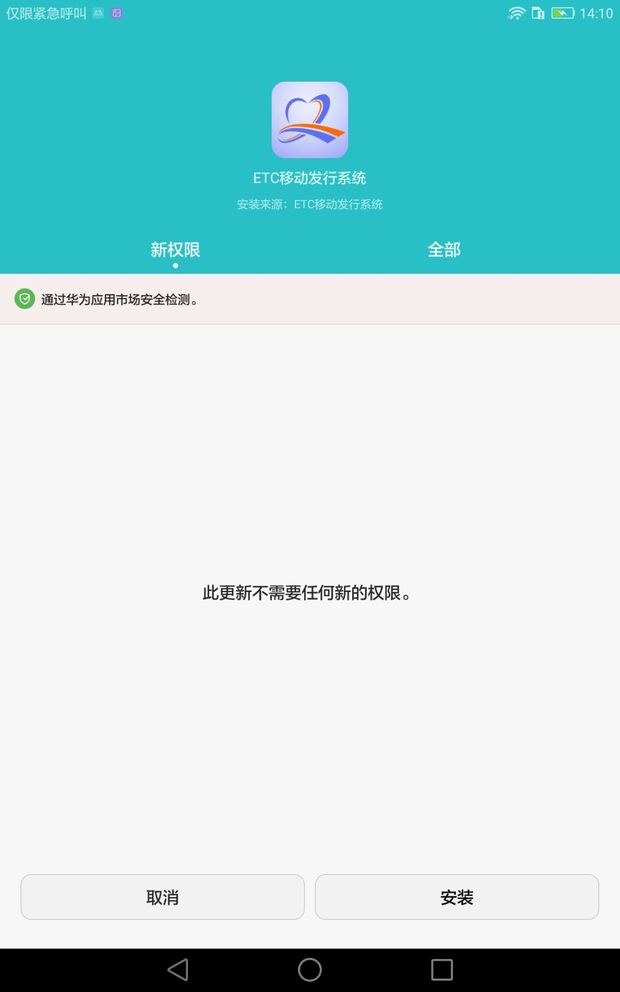 仅限紧急呼叫 14:10
ETC移动发行系统
安装来源：ETC移动发行系统
新权限 全部
通过华为应用市场安全检测。
此更新不需要任何新的权限。
取消 安装